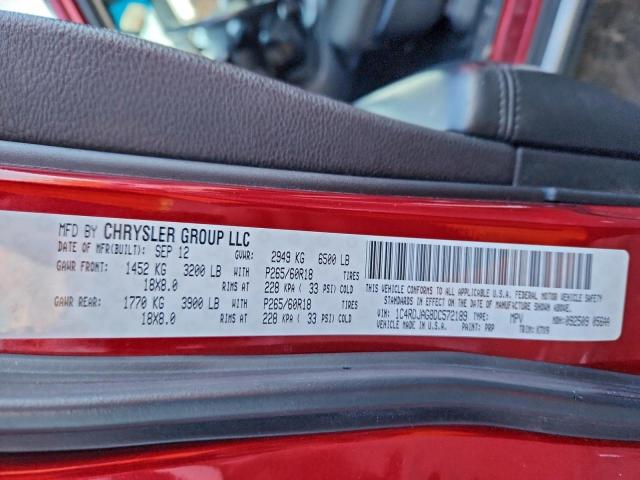 MFD BY CHRYSLER GROUP LLC
DATE OF MFR(BUILT): SEP 12 GVWR: 2949 KG 6500 LB
GAWR FRONT: 1452 KG 3200 LB WITH P265/60R18 TIRES
18X8.0 RIMS AT 228 KPA ( 33 PSI) COLD
GAWR REAR: 1770 KG 3900 LB WITH P265/60R18 TIRES
18X8.0 RIMS AT 228 KPA ( 33 PSI) COLD
THIS VEHICLE CONFORMS TO ALL APPLICABLE U.S.A. FEDERAL MOTOR VEHICLE SAFETY
STANDARDS IN EFFECT ON THE DATE OF MANUFACTURE SHOWN ABOVE.
VIN: 1C4RDJAG8DC572189 TYPE: MPV MDH: 092509 056AA
VEHICLE MADE IN U.S.A. PAINT: PRP TRIM: